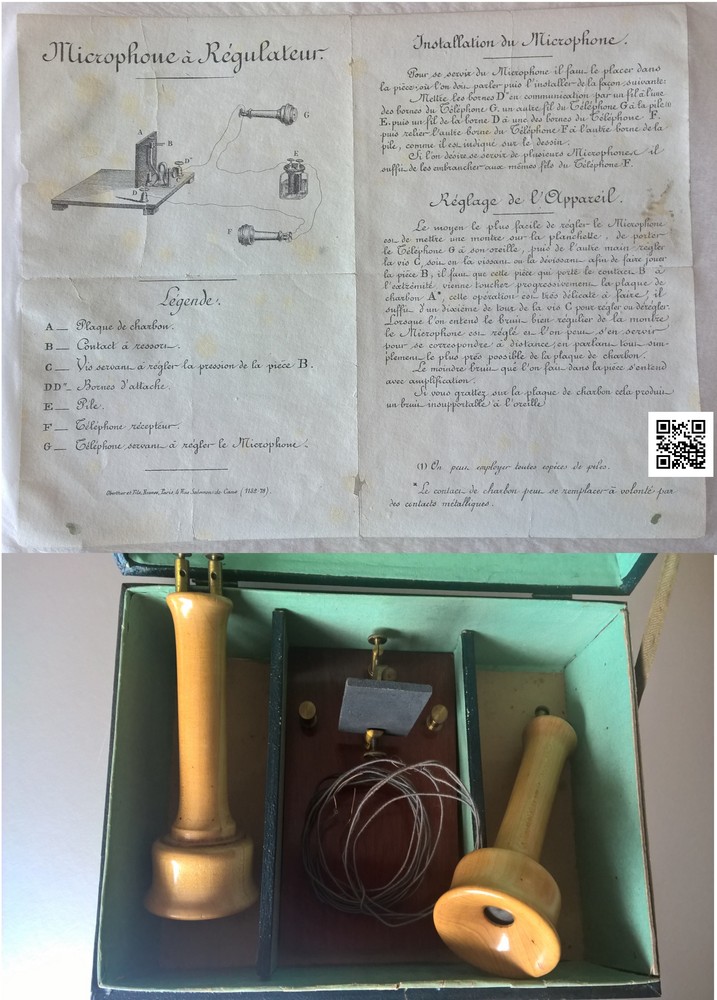 Microphone à Régulateur.
A
B
C
D
D"
E
F
G
Légende.
A — Plaque de charbon.
B — Contact à ressort.
C — Vis servant à régler la pression de la pièce B.
DD" — Bornes d'attache.
E — Pile.
F — Téléphone récepteur.
G — Téléphone servant à régler le Microphone.
Paris, 6 Rue Salomon-de-Caus
Installation du Microphone.
Pour se servir du Microphone il faut le placer dans
la pièce où l'on doit parler puis l'installer de la façon suivante:
Mettre les bornes D" en communication par un fil à l'une
des bornes du Téléphone G, un autre fil du Téléphone G à la pile (1)
E, puis un fil de la borne D à une des bornes du Téléphone F.
puis relier l'autre borne du Téléphone F à l'autre borne de la
pile, comme il est indiqué sur le dessin.
Si l'on désire se servir de plusieurs Microphones, il
suffit de les embrancher aux mêmes fils du Téléphone F.
Réglage de l'Appareil.
Le moyen le plus facile de régler le Microphone
est de mettre une montre sur la planchette, de porter
le Téléphone G à son oreille, puis de l'autre main régler
la vis C, soit en la vissant ou la dévissant afin de faire jouer
la pièce B, il faut que cette pièce qui porte le contact B à
l'extrémité vienne toucher progressivement la plaque de
charbon A*, cette opération est très délicate à faire, il
suffit d'un dixième de tour de la vis C pour régler ou dérégler.
Lorsque l'on entend le bruit bien régulier de la montre
le Microphone est réglé et l'on peut s'en servir
pour se correspondre à distance, en parlant tout sim-
plement le plus près possible de la plaque de charbon.
Le moindre bruit que l'on fait dans la pièce s'entend
avec amplification.
Si vous grattez sur la plaque de charbon cela produit
un bruit insupportable à l'oreille
(1) On peut employer toutes espèces de piles.
*Le contact de charbon peut se remplacer à volonté par
des contacts métalliques.